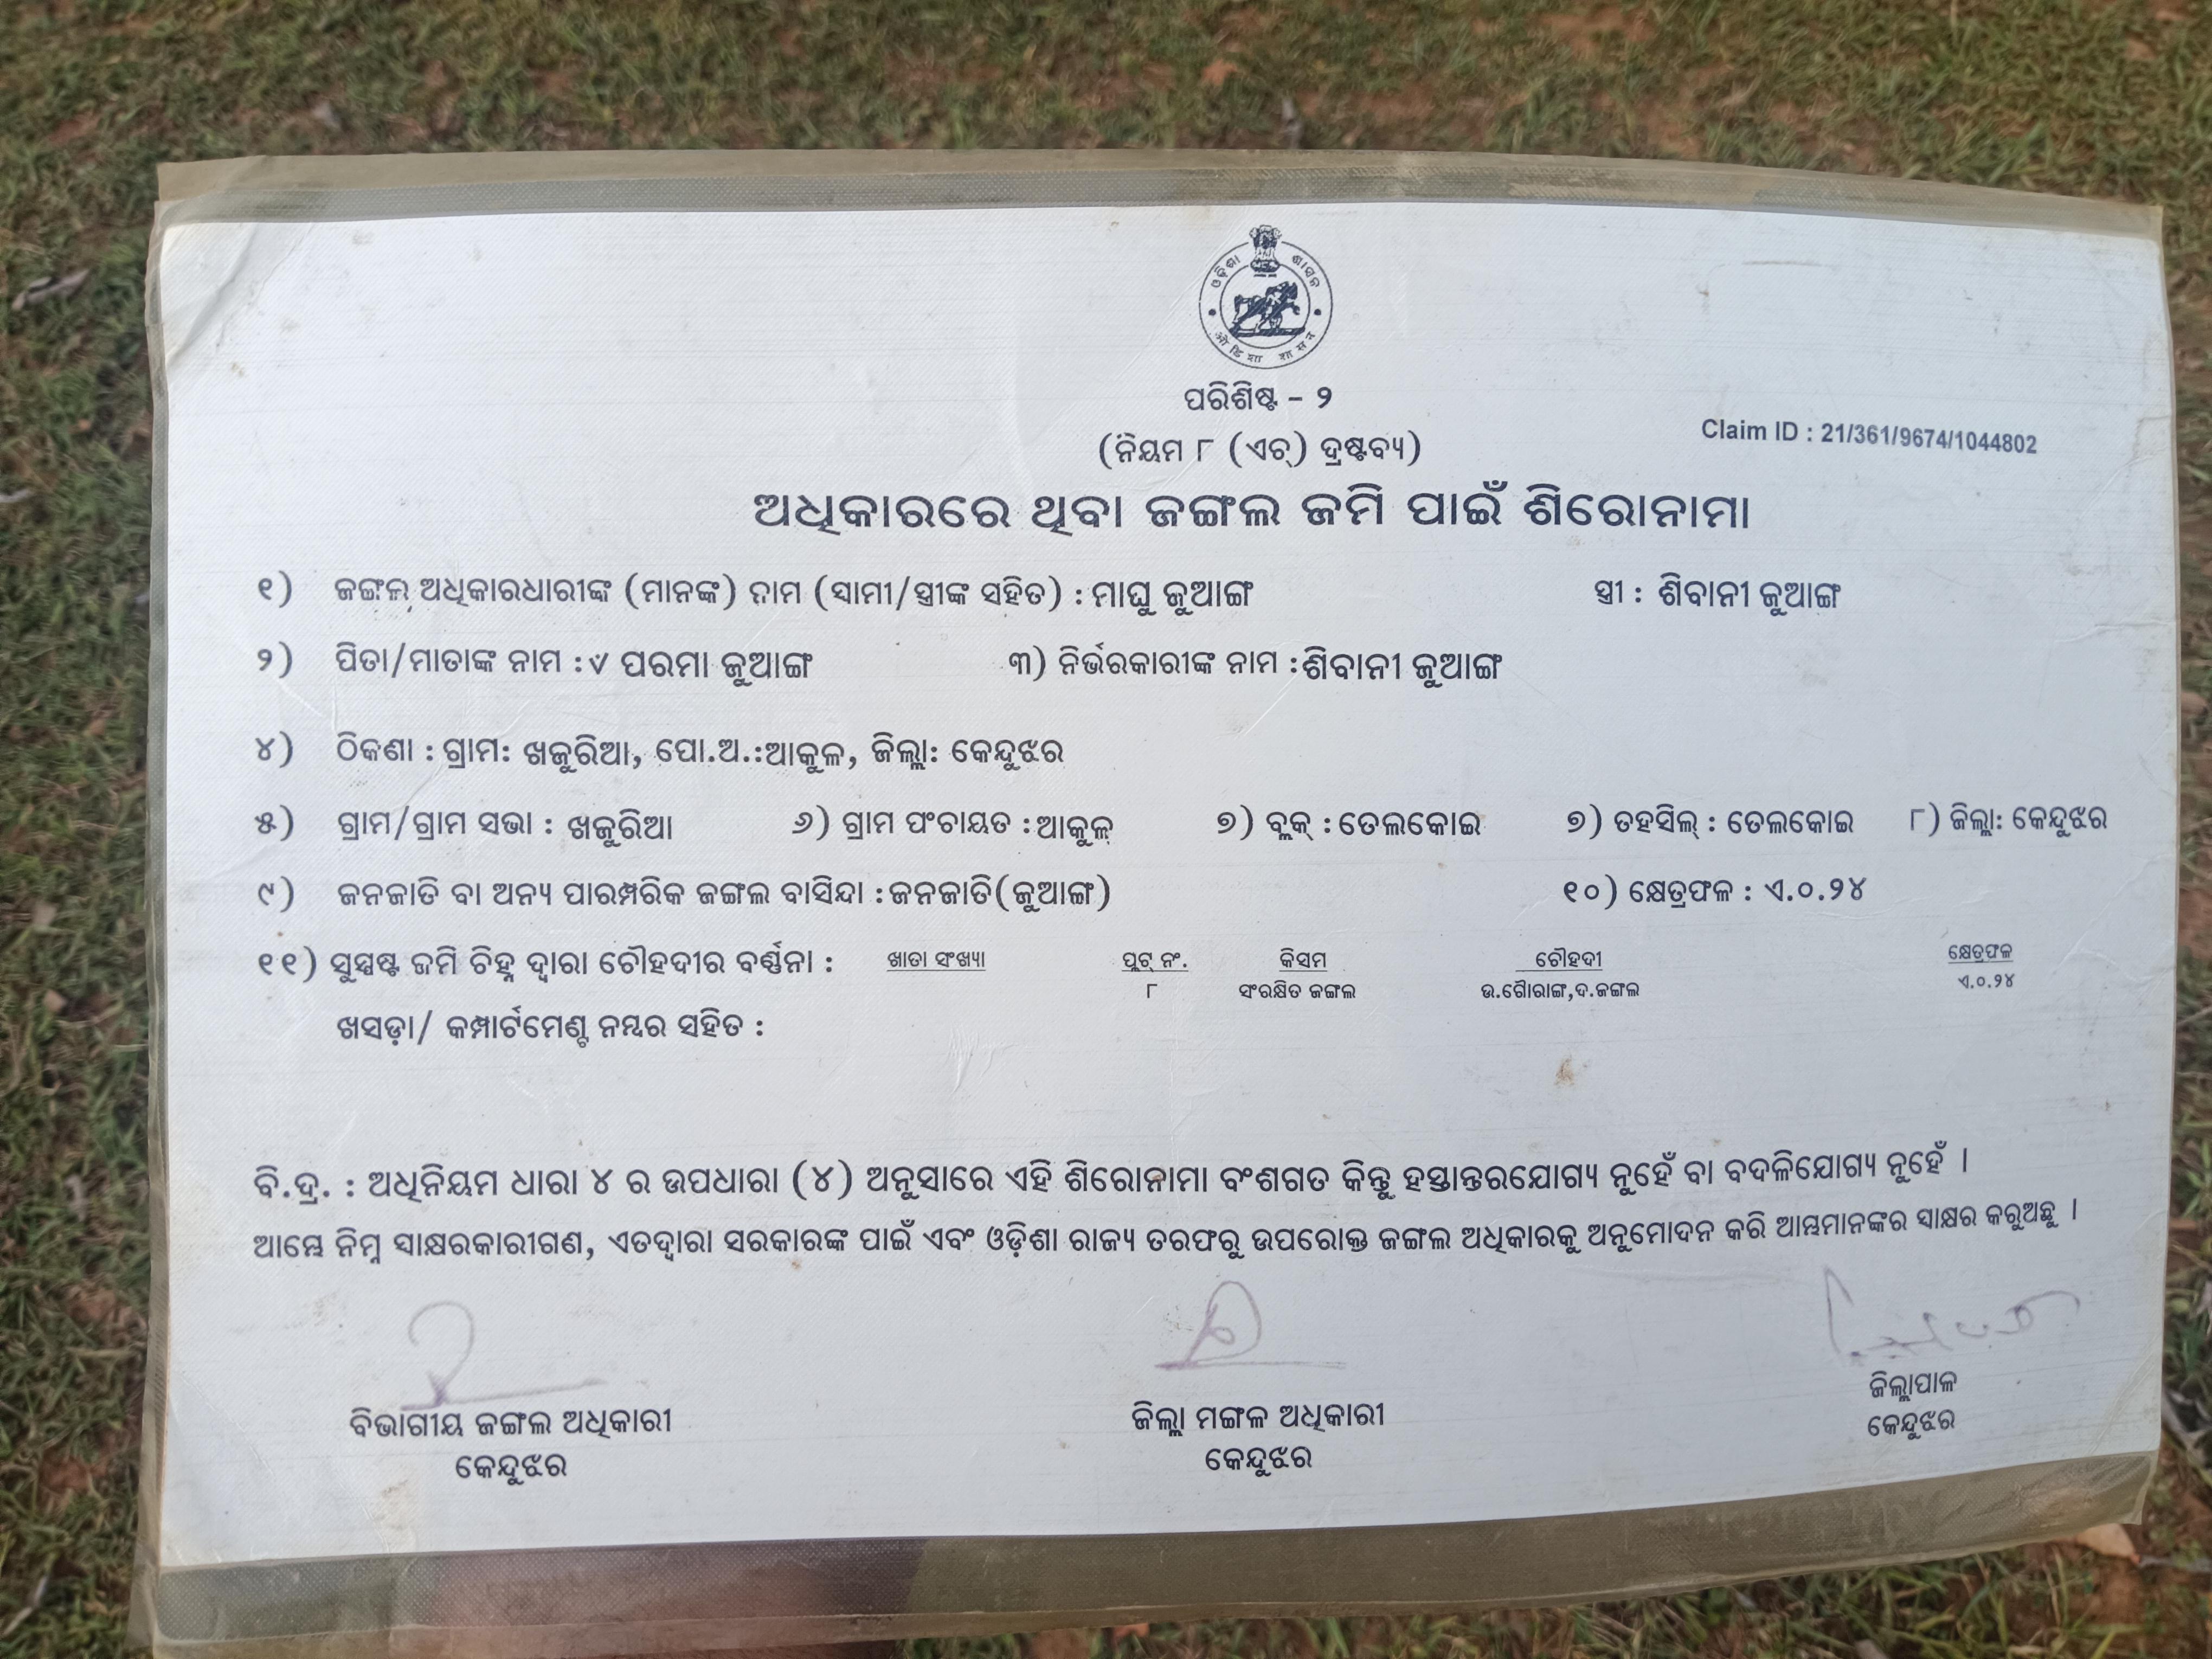 ଓଡ଼ିଶା ଶାସନ
ओडिशा शासन
ପରିଶିଷ୍ଟ – ୨
(ନିୟମ ୮ (ଏଚ୍) ଦ୍ରଷ୍ଟବ୍ୟ)
Claim ID : 21/361/9674/1044802
ଅଧିକାରରେ ଥିବା ଜଙ୍ଗଲ ଜମି ପାଇଁ ଶିରୋନାମା
୧) ଜଙ୍ଗଲ ଅଧିକାରଧାରୀଙ୍କ (ମାନଙ୍କ) ନାମ (ସ୍ୱାମୀ/ସ୍ତ୍ରୀଙ୍କ ସହିତ) : ମାଘୁ ଜୁଆଙ୍ଗ ସ୍ତ୍ରୀ : ଶିବାନୀ ଜୁଆଙ୍ଗ
୨) ପିତା/ମାତାଙ୍କ ନାମ : ୰ ପରମା ଜୁଆଙ୍ଗ ୩) ନିର୍ଭରକାରୀଙ୍କ ନାମ : ଶିବାନୀ ଜୁଆଙ୍ଗ
୪) ଠିକଣା : ଗ୍ରାମ: ଖଜୁରିଆ, ପୋ.ଅ.:ଆକୁଳ, ଜିଲ୍ଲା: କେନ୍ଦୁଝର
୫) ଗ୍ରାମ/ଗ୍ରାମ ସଭା : ଖଜୁରିଆ ୬) ଗ୍ରାମ ପଂଚାୟତ : ଆକୁଳ ୭) ବ୍ଲକ୍ : ତେଲକୋଇ ୭) ତହସିଲ୍ : ତେଲକୋଇ ୮) ଜିଲ୍ଲା: କେନ୍ଦୁଝର
୯) ଜନଜାତି ବା ଅନ୍ୟ ପାରମ୍ପରିକ ଜଙ୍ଗଲ ବାସିନ୍ଦା : ଜନଜାତି(ଜୁଆଙ୍ଗ) ୧୦) କ୍ଷେତ୍ରଫଳ : ଏ.୦.୨୪
୧୧) ସୁସ୍ପଷ୍ଟ ଜମି ଚିହ୍ନ ଦ୍ୱାରା ଚୌହଦୀର ବର୍ଣ୍ଣନା : ଖାତା ସଂଖ୍ୟା ପ୍ଲଟ୍ ନଂ. କିସମ ଚୌହଦୀ କ୍ଷେତ୍ରଫଳ
୮ ସଂରକ୍ଷିତ ଜଙ୍ଗଲ ଉ.ଗୌରାଙ୍ଗ,ଦ.ଜଙ୍ଗଲ ଏ.୦.୨୪
ଖସଡ଼ା/ କମ୍ପାର୍ଟମେଣ୍ଟ ନମ୍ବର ସହିତ :
ବି.ଦ୍ର. : ଅଧିନିୟମ ଧାରା ୪ ର ଉପଧାରା (୪) ଅନୁସାରେ ଏହି ଶିରୋନାମା ବଂଶଗତ କିନ୍ତୁ ହସ୍ତାନ୍ତରଯୋଗ୍ୟ ନୁହେଁ ବା ବଦଳିଯୋଗ୍ୟ ନୁହେଁ ।
ଆମ୍ଭେ ନିମ୍ନ ସ୍ୱାକ୍ଷରକାରୀଗଣ, ଏତଦ୍ୱାରା ସରକାରଙ୍କ ପାଇଁ ଏବଂ ଓଡ଼ିଶା ରାଜ୍ୟ ତରଫରୁ ଉପରୋକ୍ତ ଜଙ୍ଗଲ ଅଧିକାରକୁ ଅନୁମୋଦନ କରି ଆମ୍ଭମାନଙ୍କର ସ୍ୱାକ୍ଷର କରୁଅଛୁ ।
ବିଭାଗୀୟ ଜଙ୍ଗଲ ଅଧିକାରୀ ଜିଲ୍ଲା ମଙ୍ଗଳ ଅଧିକାରୀ ଜିଲ୍ଲାପାଳ
କେନ୍ଦୁଝର କେନ୍ଦୁଝର କେନ୍ଦୁଝର